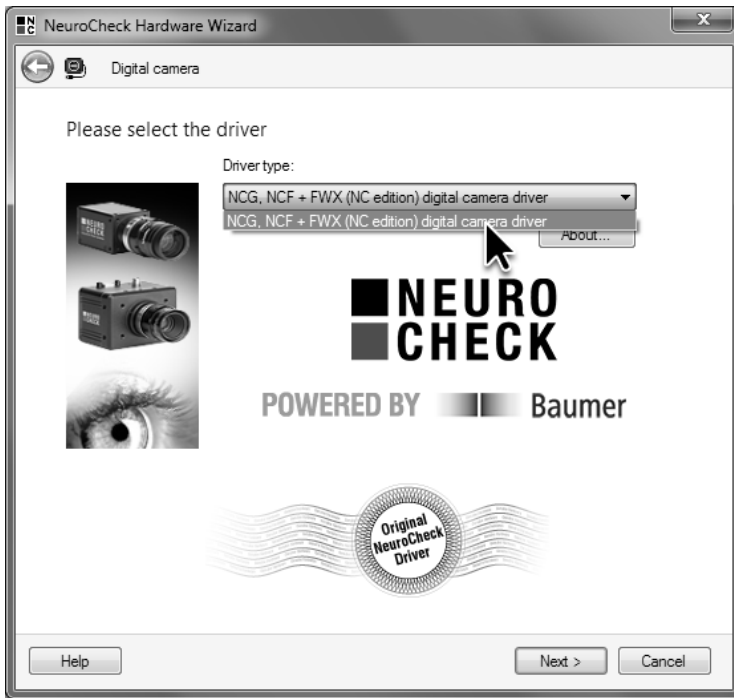 NeuroCheck Hardware Wizard
Digital camera
Please select the driver
Driver type:
NCG, NCF + FWX (NC edition) digital camera driver
NCG, NCF + FWX (NC edition) digital camera driver
About...
NEURO
CHECK
NEURO
CHECK
POWERED BY Baumer
Original
NeuroCheck
Driver
Help
Next >
Cancel